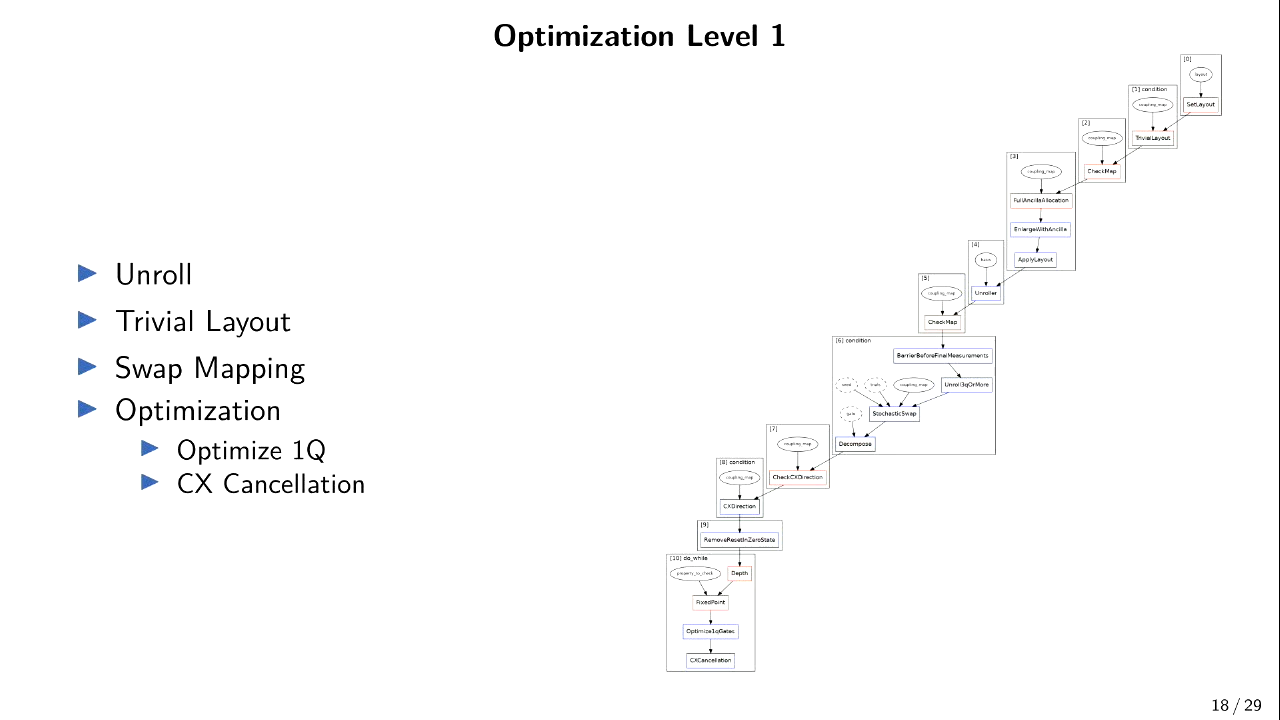 Optimization Level 1
Unroll
Trivial Layout
Swap Mapping
Optimization
Optimize 1Q
CX Cancellation
[0]
layout
SetLayout
[1] condition
coupling_map
TrivialLayout
[2]
coupling_map
CheckMap
[3]
coupling_map
FullAncillaAllocation
EnlargeWithAncilla
ApplyLayout
[4]
basis
Unroller
[5]
coupling_map
CheckMap
[6] condition
BarrierBeforeFinalMeasurements
seed
trials
coupling_map
Unroll3qOrMore
gate
StochasticSwap
Decompose
[7]
coupling_map
CheckCXDirection
[8] condition
coupling_map
CXDirection
[9]
RemoveResetInZeroState
[10] do_while
property_to_check
Depth
FixedPoint
Optimize1qGates
CXCancellation
18 / 29